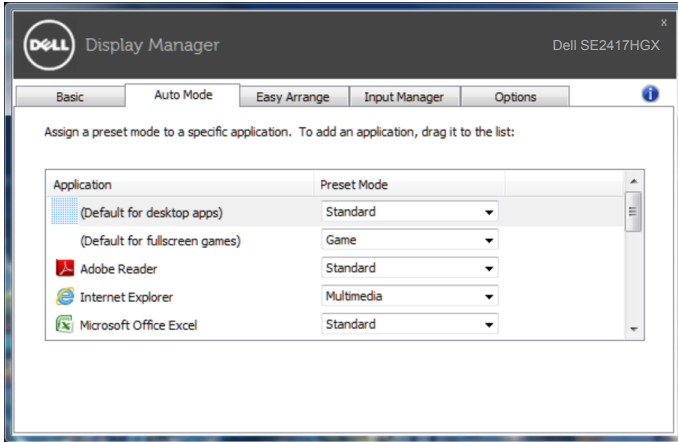 DELL Display Manager
x
Dell SE2417HGX
Basic Auto Mode Easy Arrange Input Manager Options
Assign a preset mode to a specific application. To add an application, drag it to the list:
Application Preset Mode
(Default for desktop apps) Standard
(Default for fullscreen games) Game
Adobe Reader Standard
Internet Explorer Multimedia
Microsoft Office Excel Standard